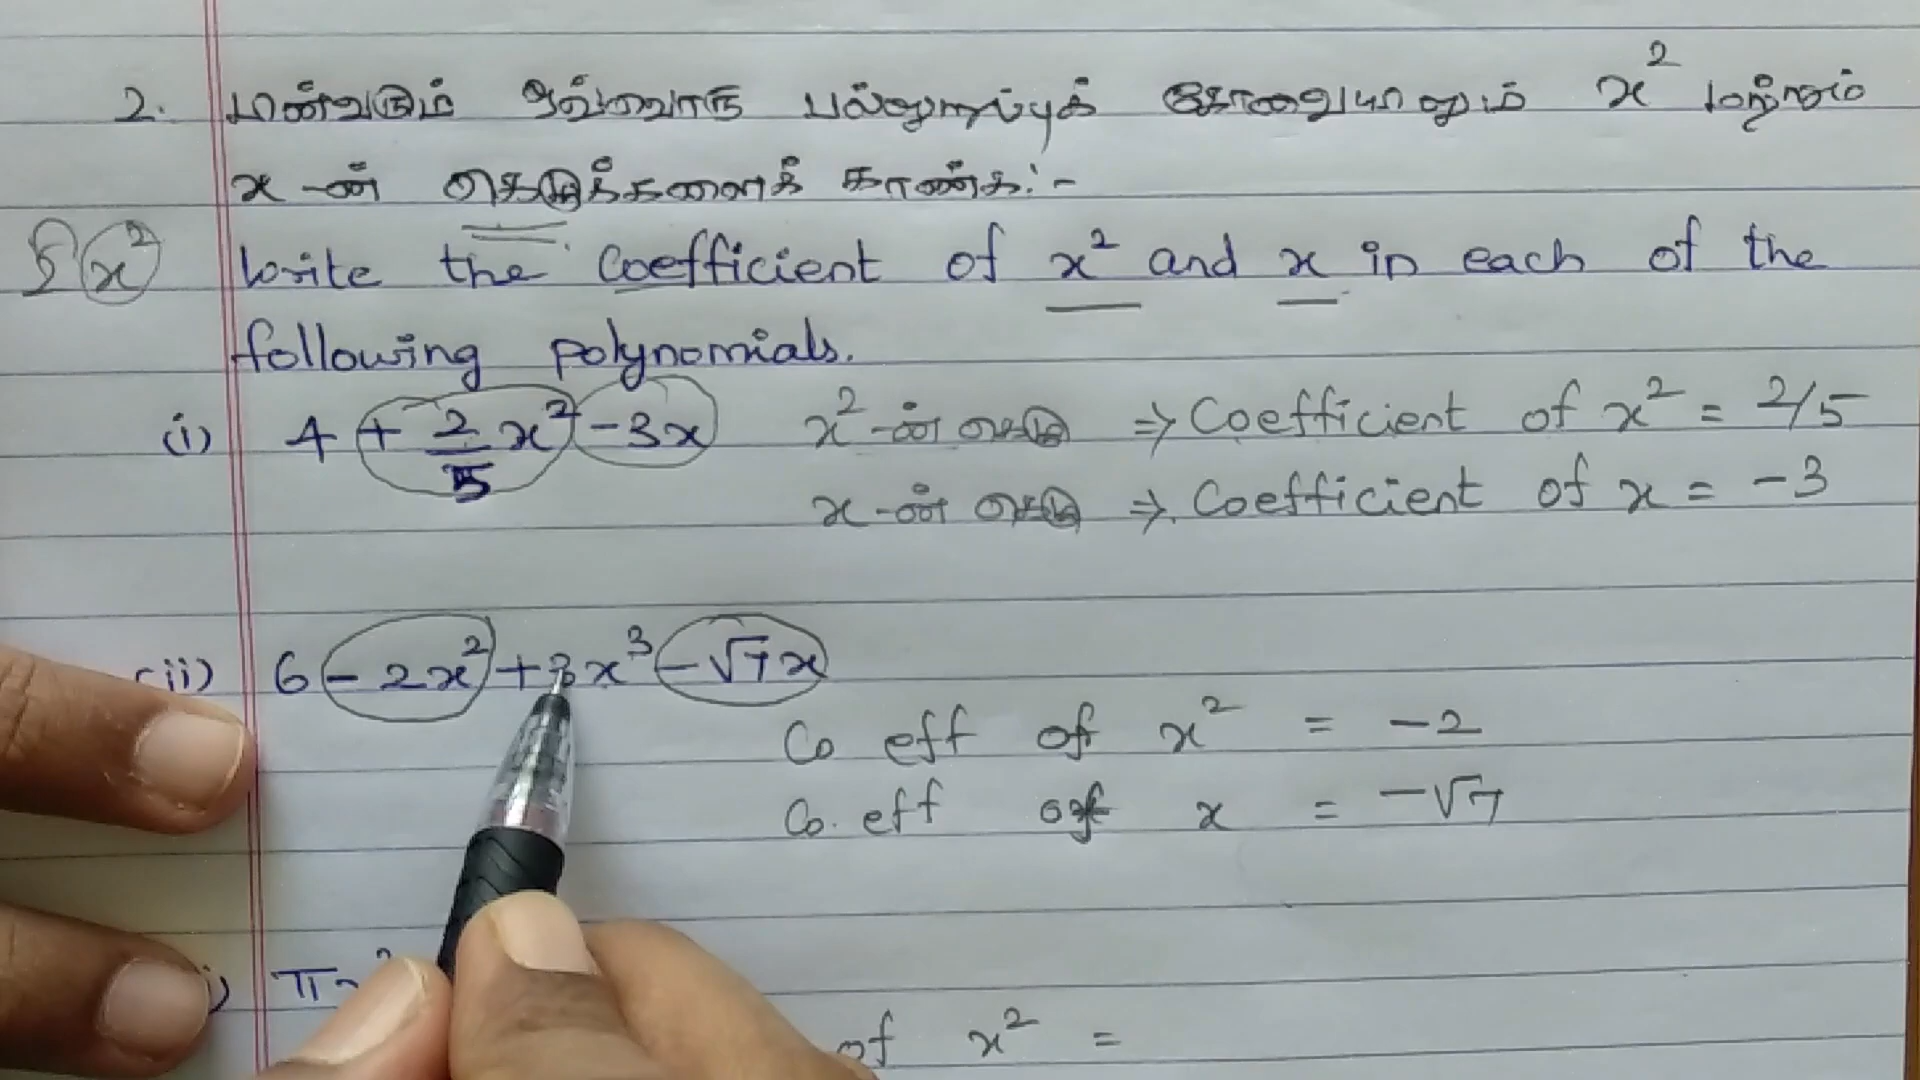 2. பின்வரும் ஒவ்வொரு பல்லுறுப்புக் கோவையிலும் x² மற்றும்
x-ன் கெழுக்களைக் காண்க:-
5x² Write the coefficient of x² and x in each of the
following polynomials.
(i) 4 + 2/5 x² - 3x x²-ன் கெழு ⇒ Coefficient of x² = 2/5
x-ன் கெழு ⇒ Coefficient of x = -3
(ii) 6 - 2x² + 3x³ - √7x
Co eff of x² = -2
Co. eff of x = -√7
of x² =